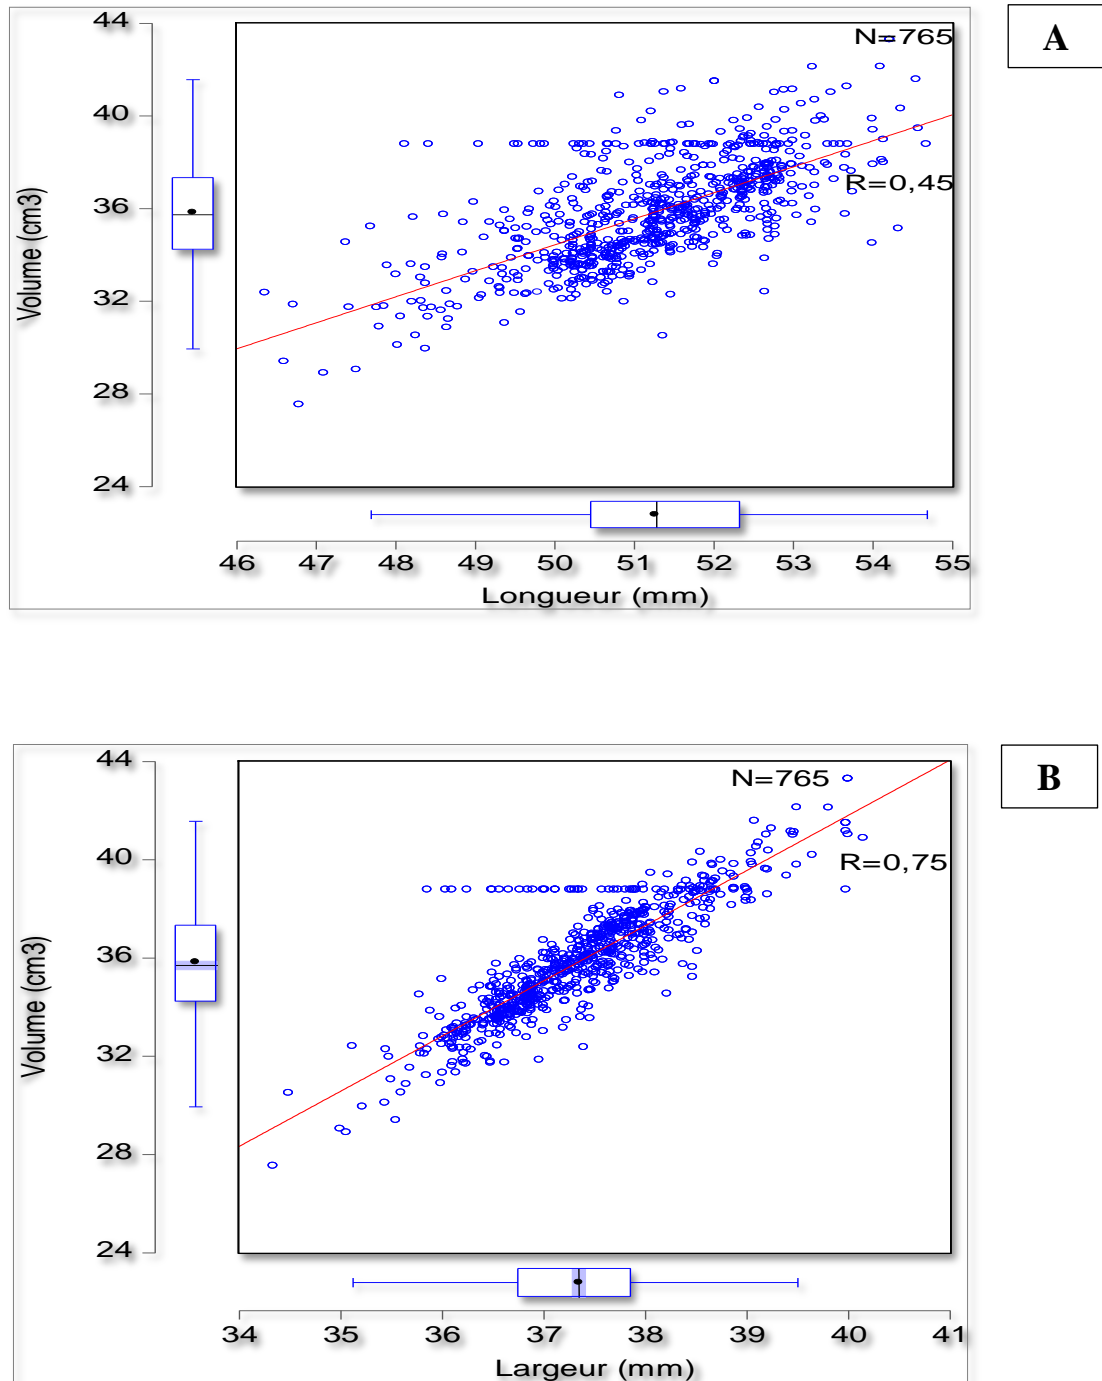 A
N=765
R=0,45
Volume (cm3)
44
40
36
32
28
24
46 47 48 49 50 51 52 53 54 55
Longueur (mm)
B
N=765
R=0,75
Volume (cm3)
44
40
36
32
28
24
34 35 36 37 38 39 40 41
Largeur (mm)